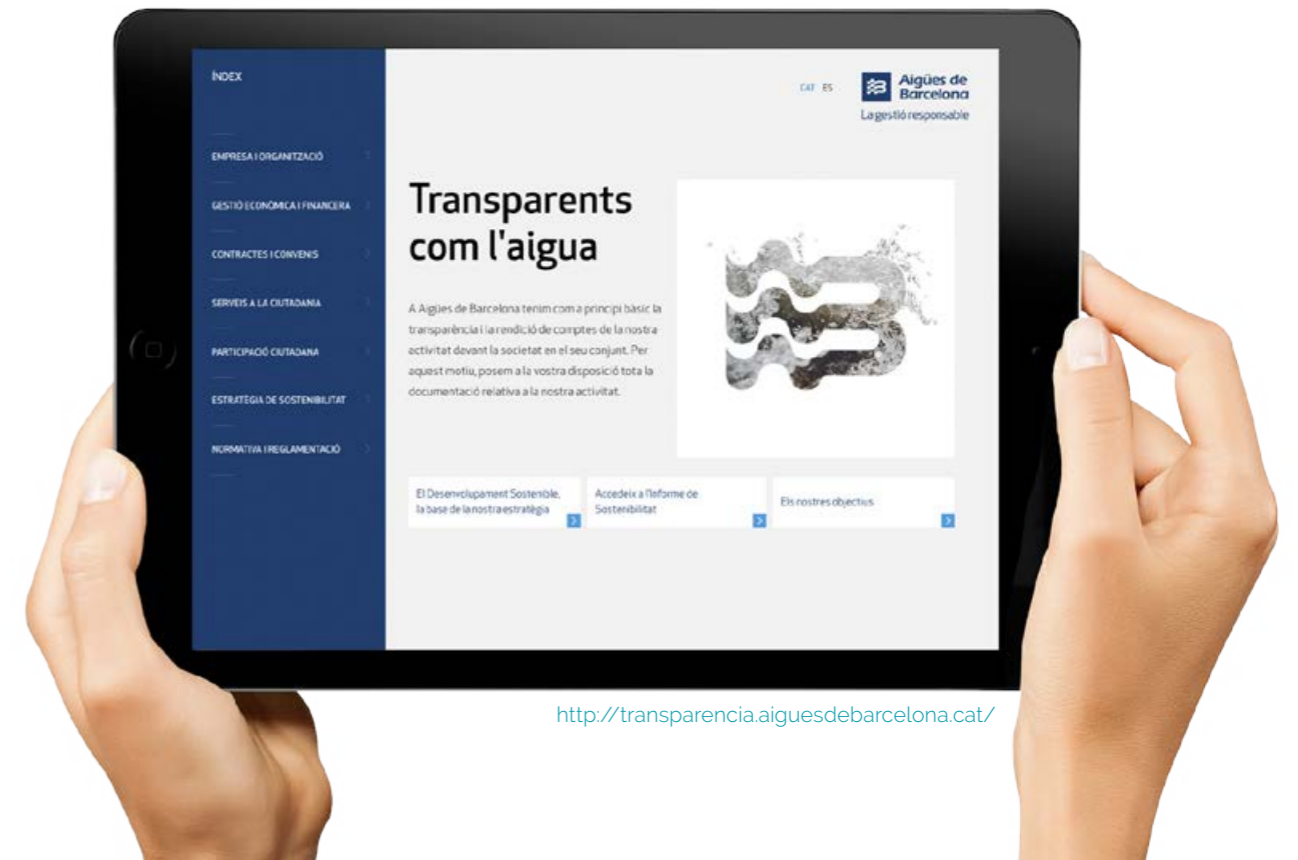 ÍNDEX
EMPRESA I ORGANITZACIÓ
GESTIÓ ECONÒMICA I FINANCERA
CONTRACTES I CONVENIS
SERVEIS A LA CIUTADANIA
PARTICIPACIÓ CIUTADANA
ESTRATÈGIA DE SOSTENIBILITAT
NORMATIVA I REGLAMENTACIÓ
CAT ES
Aigües de
Barcelona
La gestió responsable
Transparents
com l'aigua
A Aigües de Barcelona tenim com a principi bàsic la
transparència i la rendició de comptes de la nostra
activitat davant la societat en el seu conjunt. Per
aquest motiu, posem a la vostra disposició tota la
documentació relativa a la nostra activitat.
El Desenvolupament Sostenible,
la base de la nostra estratègia
Accedeix a l'Informe de
Sostenibilitat
Els nostres objectius
http://transparencia.aiguesdebarcelona.cat/